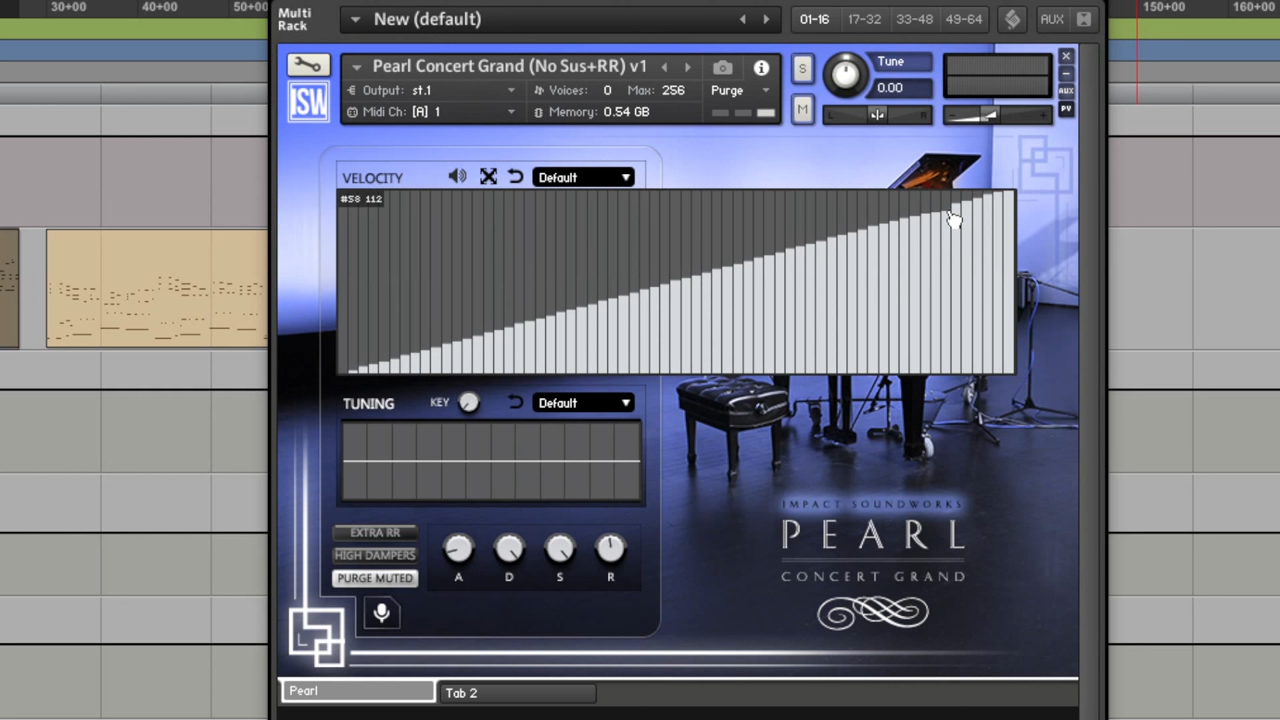 30+00 40+00 50+00 150+00 160+00
Multi Rack
New (default)
01-16 17-32 33-48 49-64 AUX
Pearl Concert Grand (No Sus+RR) v1
S
Tune
ISW
Output: st.1 Voices: 0 Max: 256 Purge
0.00
Midi Ch: [A] 1 Memory: 0.54 GB
M
L R
AUX
PV
VELOCITY Default
#58 112
TUNING KEY Default
EXTRA RR
HIGH DAMPERS
PURGE MUTED
A D S R
IMPACT SOUNDWORKS
PEARL
CONCERT GRAND
Pearl Tab 2